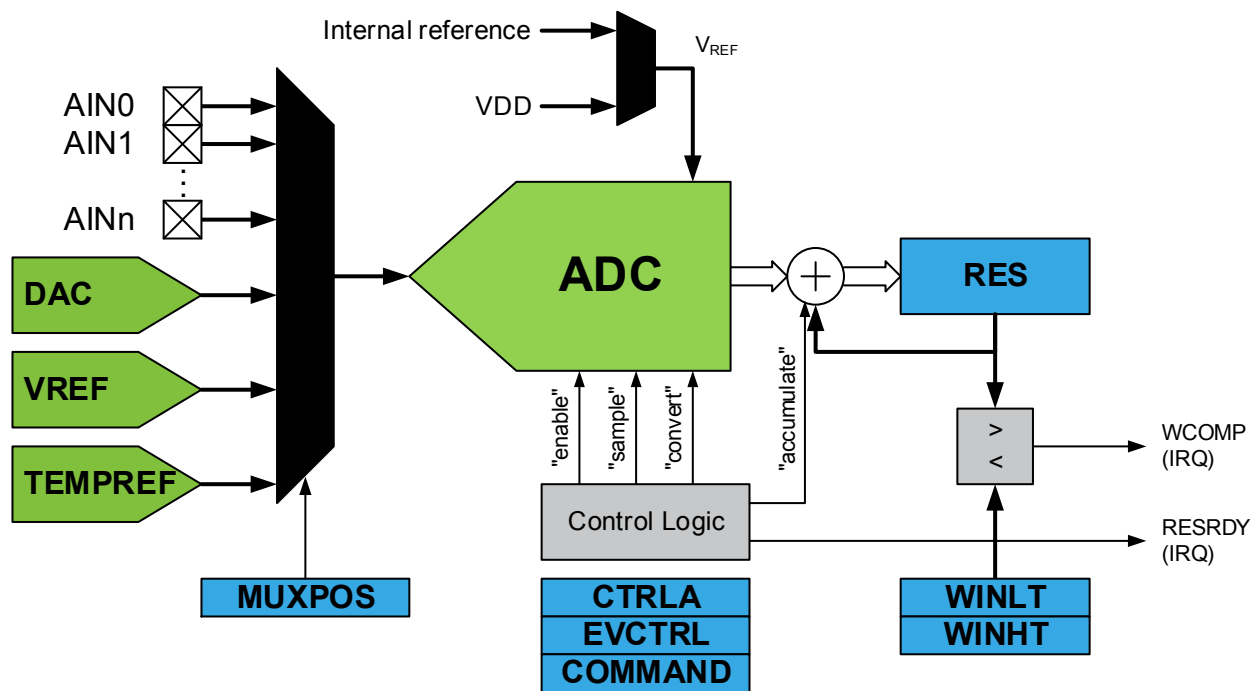 Internal reference
VREF
VDD
AIN0
AIN1
AINn
DAC
VREF
TEMPREF
MUXPOS
ADC
RES
"enable"
"sample"
"convert"
"accumulate"
Control Logic
>
<
WCOMP
(IRQ)
RESRDY
(IRQ)
CTRLA
EVCTRL
COMMAND
WINLT
WINHT